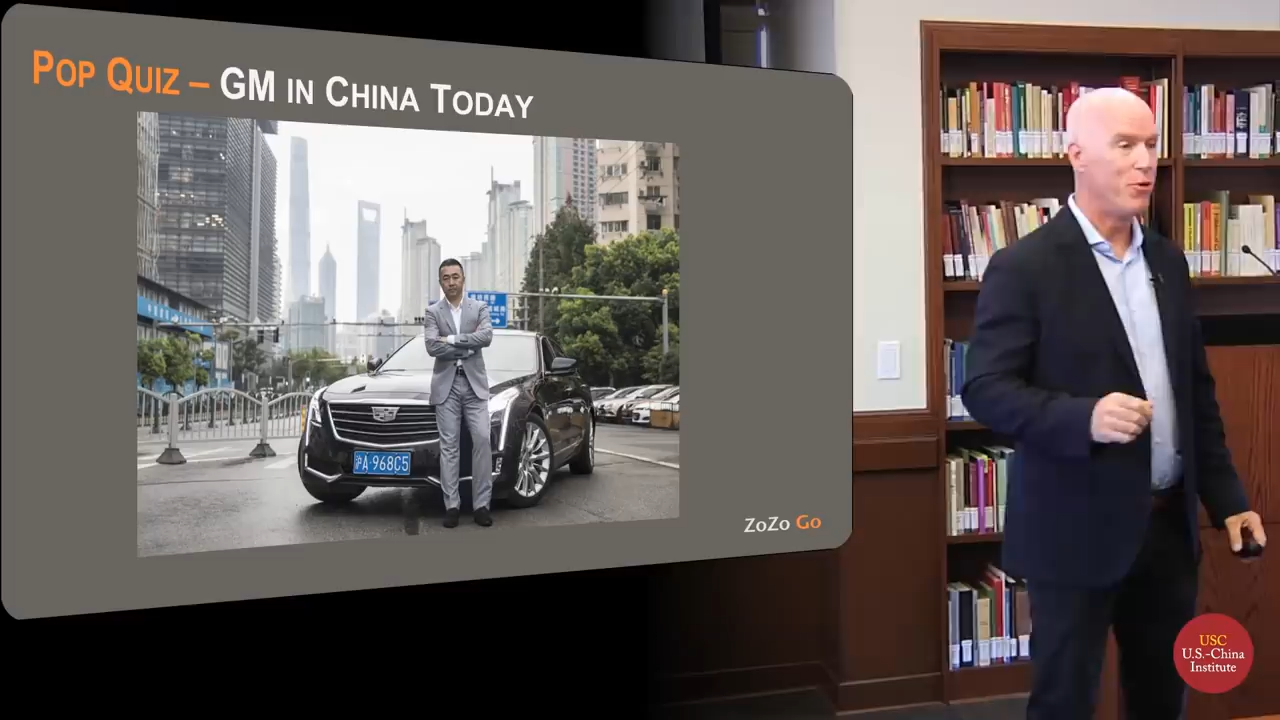 POP QUIZ – GM IN CHINA TODAY
沪A·968C5
ZoZo Go
USC
U.S.-China
Institute